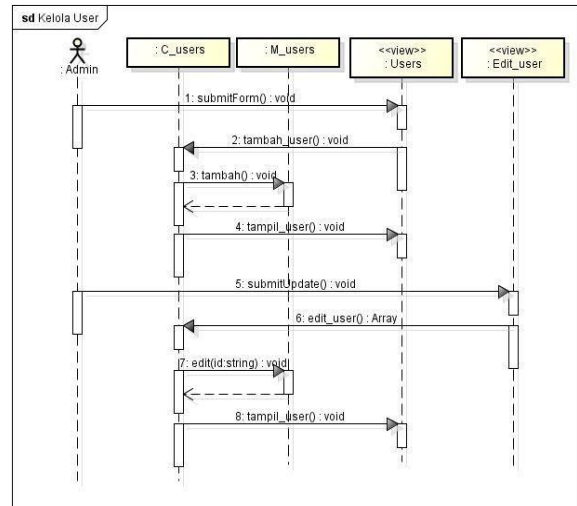 sd Kelola User
: Admin
: C_users
: M_users
<<view>>
: Users
<<view>>
: Edit_user
1: submitForm() : void
2: tambah_user() : void
3: tambah() : void
4: tampil_user() : void
5: submitUpdate() : void
6: edit_user() : Array
7: edit(id:string) : void
8: tampil_user() : void